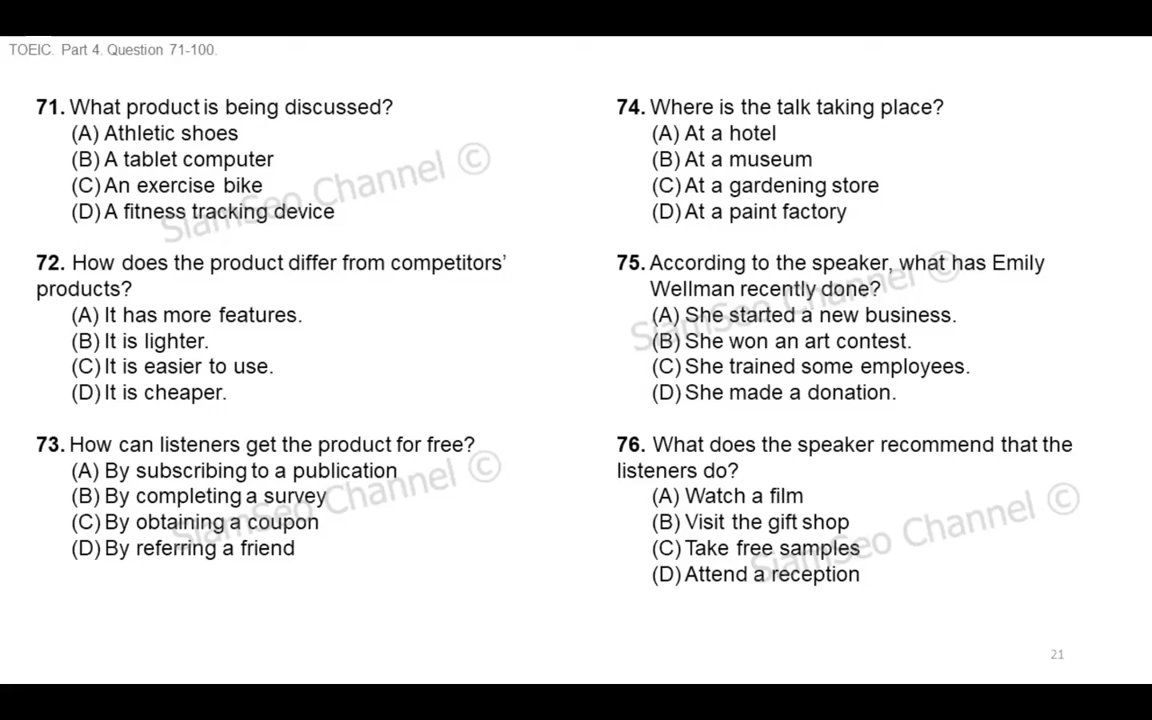 TOEIC. Part 4. Question 71-100.
71. What product is being discussed?
(A) Athletic shoes
(B) A tablet computer
(C) An exercise bike
(D) A fitness tracking device
72. How does the product differ from competitors'
products?
(A) It has more features.
(B) It is lighter.
(C) It is easier to use.
(D) It is cheaper.
73. How can listeners get the product for free?
(A) By subscribing to a publication
(B) By completing a survey
(C) By obtaining a coupon
(D) By referring a friend
74. Where is the talk taking place?
(A) At a hotel
(B) At a museum
(C) At a gardening store
(D) At a paint factory
75. According to the speaker, what has Emily
Wellman recently done?
(A) She started a new business.
(B) She won an art contest.
(C) She trained some employees.
(D) She made a donation.
76. What does the speaker recommend that the
listeners do?
(A) Watch a film
(B) Visit the gift shop
(C) Take free samples
(D) Attend a reception
SiamSeo Channel ©
SiamSeo Channel ©
SiamSeo Channel ©
SiamSeo Channel ©
21